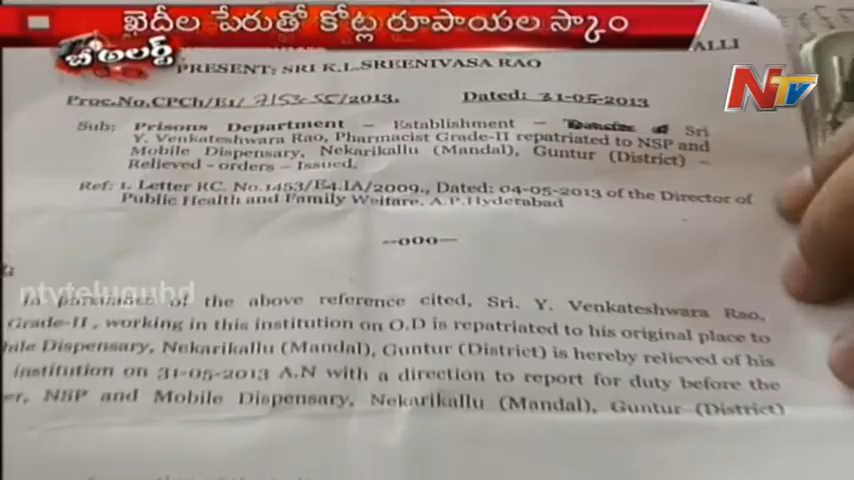 ఖైదీల పేరుతో కోట్ల రూపాయల స్కాం
బీ అలర్ట్
ALLI
NTV
PRESENT: SRI K.L.SREENIVASA RAO
Proc.No.CPCh/E1/ /2013. Dated: 31-05-2013
Sub: Prisons Department – Establishment – Sri
Y. Venkateshwara Rao, Pharmacist Grade-II repatriated to NSP and
Mobile Dispensary, Nekarikallu (Mandal), Guntur (District) –
Relieved – orders – Issued.
Ref: 1. Letter RC. No.1453/E4.IA/2009., Dated: 04-05-2013 of the Director of
Public Health and Family Welfare, A.P.Hyderabad
--o0o--
ntvteluguhd
In pursuance of the above reference cited, Sri. Y. Venkateshwara Rao,
Grade-II, working in this institution on O.D is repatriated to his original place to
Dispensary, Nekarikallu (Mandal), Guntur (District) is hereby relieved of his
institution on 31-05-2013 A.N with a direction to report for duty before the
NSP and Mobile Dispensary, Nekarikallu (Mandal), Guntur (District)